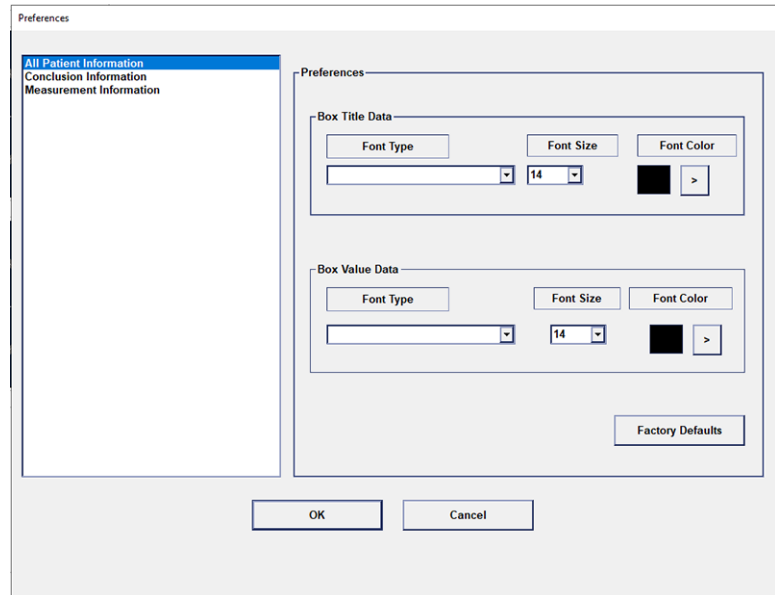 Preferences
All Patient Information
Conclusion Information
Measurement Information
Preferences
Box Title Data
Font Type Font Size Font Color
14 >
Box Value Data
Font Type Font Size Font Color
14 >
Factory Defaults
OK Cancel